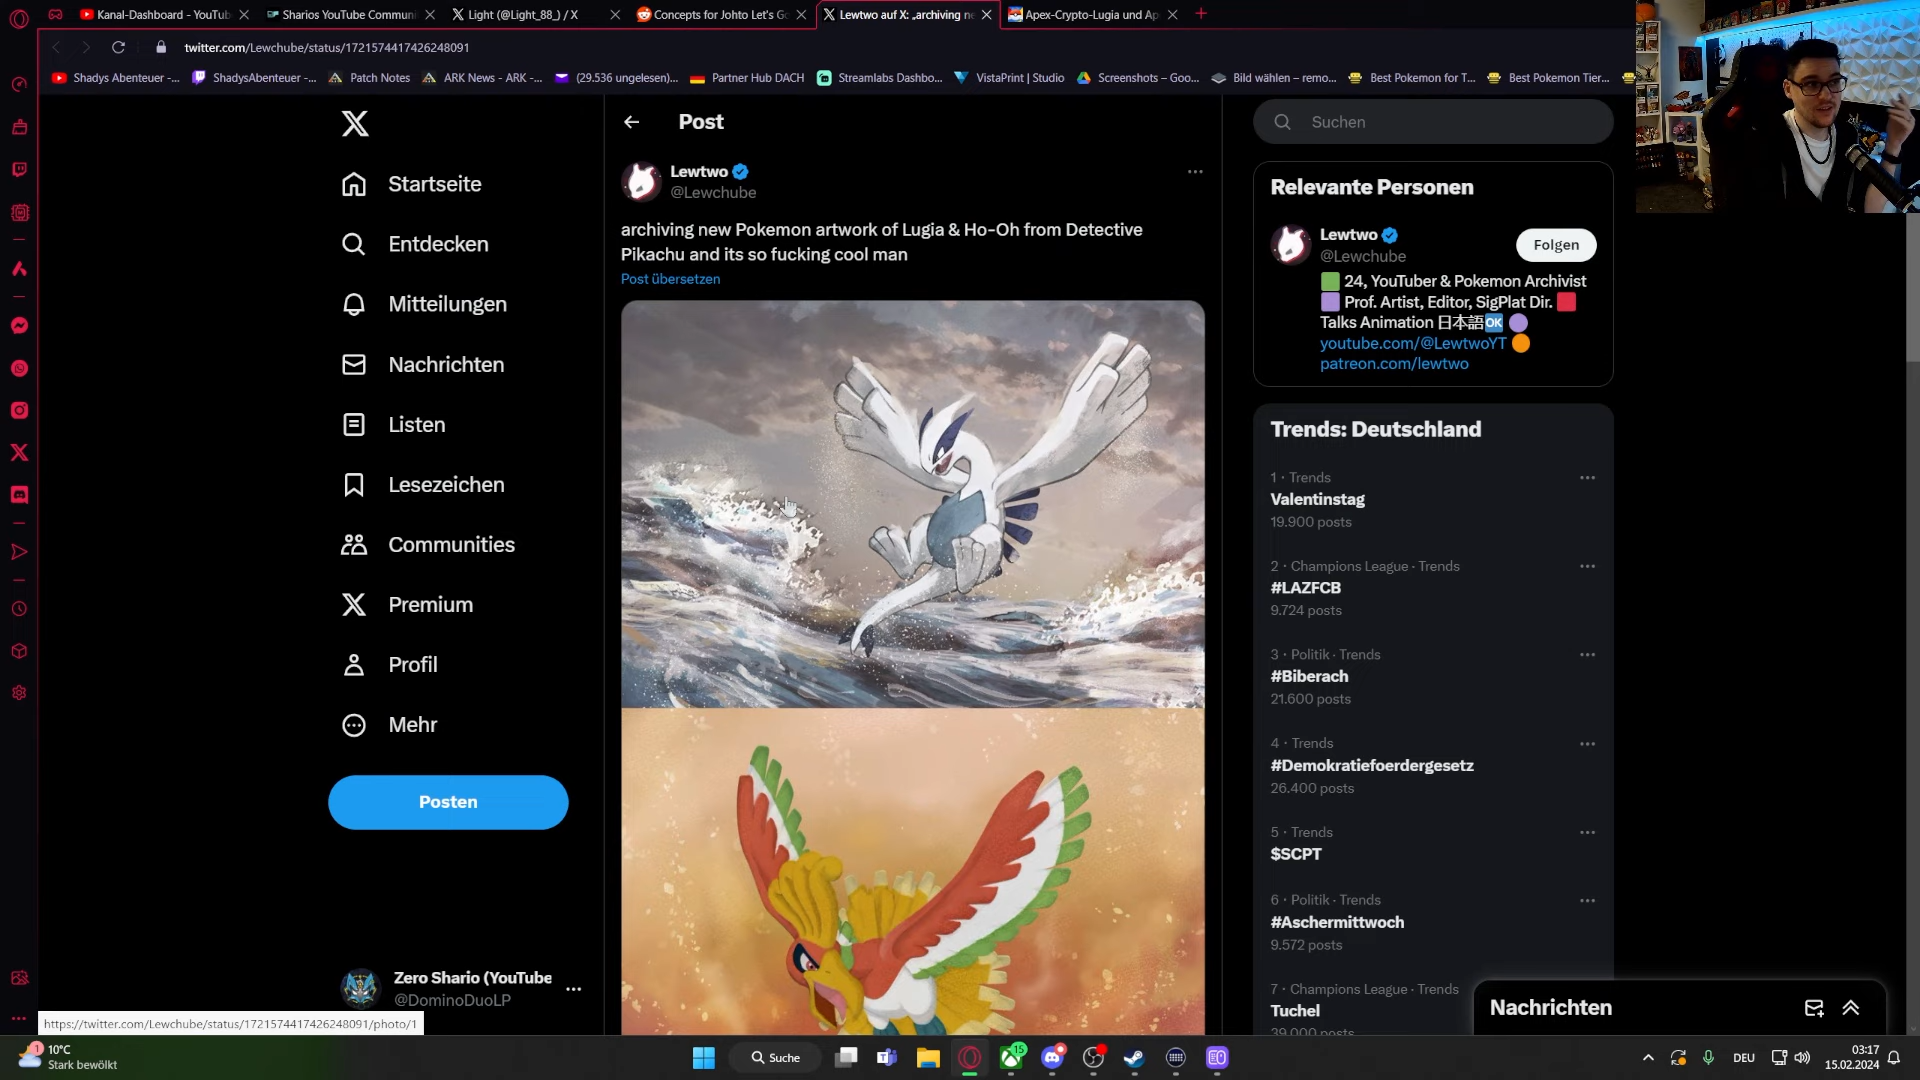 Kanal-Dashboard - YouTub
Sharios YouTube Communi
Light (@Light_88_) / X
Concepts for Johto Let's Go
Lewtwo auf X: „archiving ne
Apex-Crypto-Lugia und Ap
twitter.com/Lewchube/status/1721574417426248091
Shadys Abenteuer -...
ShadysAbenteuer -...
Patch Notes
ARK News - ARK -...
(29.536 ungelesen)...
Partner Hub DACH
Streamlabs Dashbo...
VistaPrint | Studio
Screenshots – Goo...
Bild wählen – remo...
Best Pokemon for T...
Best Pokemon Tier...
Startseite
Entdecken
Mitteilungen
Nachrichten
Listen
Lesezeichen
Communities
Premium
Profil
Mehr
Posten
Zero Shario (YouTube
@DominoDuoLP
https://twitter.com/Lewchube/status/1721574417426248091/photo/1
Post
Lewtwo
@Lewchube
archiving new Pokemon artwork of Lugia & Ho-Oh from Detective
Pikachu and its so fucking cool man
Post übersetzen
Suchen
Relevante Personen
Lewtwo
@Lewchube
Folgen
24, YouTuber & Pokemon Archivist
Prof. Artist, Editor, SigPlat Dir.
Talks Animation 日本語 OK
youtube.com/@LewtwoYT
patreon.com/lewtwo
Trends: Deutschland
1 · Trends
Valentinstag
19.900 posts
2 · Champions League · Trends
#LAZFCB
9.724 posts
3 · Politik · Trends
#Biberach
21.600 posts
4 · Trends
#Demokratiefoerdergesetz
26.400 posts
5 · Trends
$SCPT
6 · Politik · Trends
#Aschermittwoch
9.572 posts
7 · Champions League · Trends
Tuchel
39.000 posts
Nachrichten
1
10°C
Stark bewölkt
Suche
15
DEU
03:17
15.02.2024